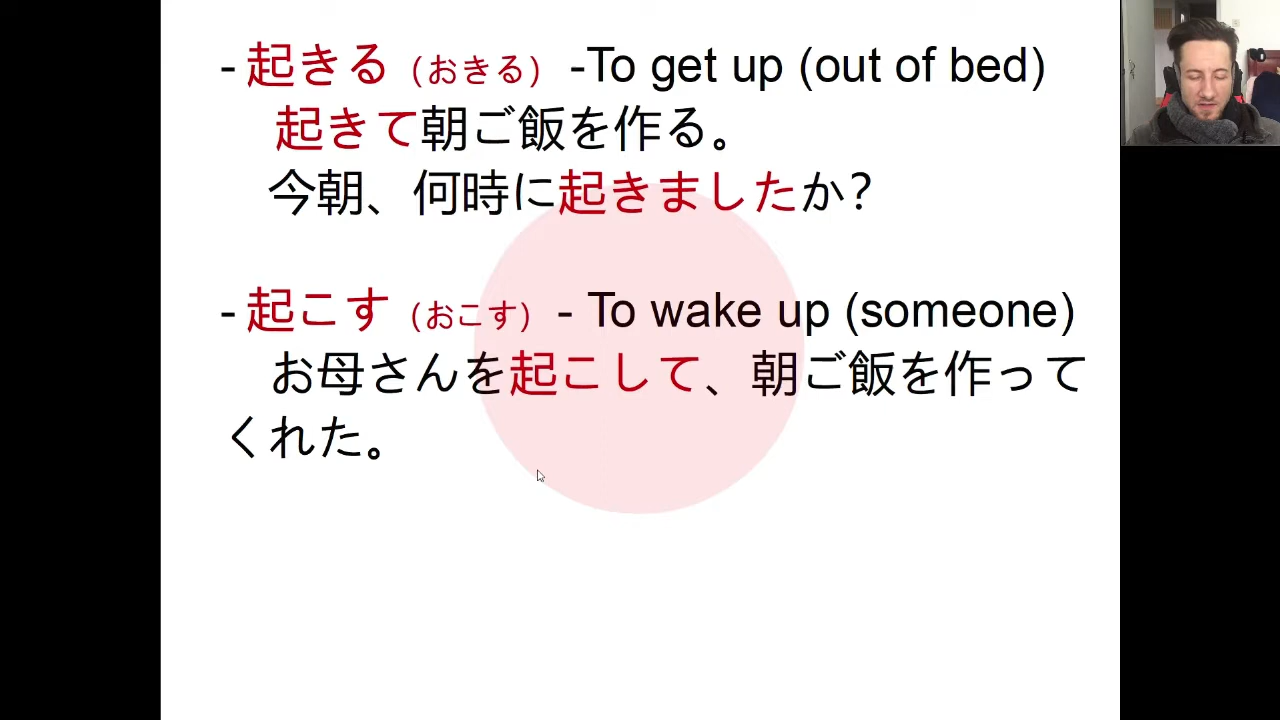 - 起きる（おきる） -To get up (out of bed)
起きて朝ご飯を作る。
今朝、何時に起きましたか?
- 起こす（おこす） - To wake up (someone)
お母さんを起こして、朝ご飯を作って
くれた。